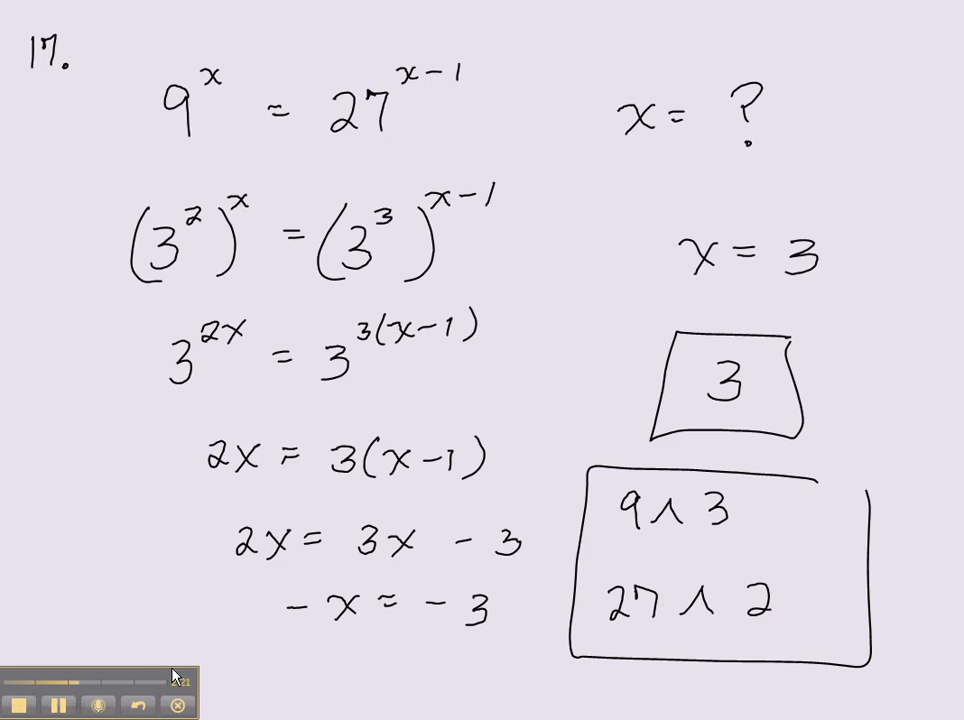 17.
9^x = 27^(x-1)
x = ?
(3^2)^x = (3^3)^(x-1)
x = 3
3^(2x) = 3^(3(x-1))
3
2x = 3(x-1)
9 ^ 3
2x = 3x - 3
27 ^ 2
-x = -3